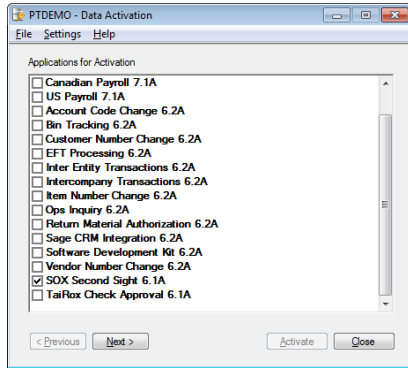 PTDEMO - Data Activation
File Settings Help
Applications for Activation
Canadian Payroll 7.1A
US Payroll 7.1A
Account Code Change 6.2A
Bin Tracking 6.2A
Customer Number Change 6.2A
EFT Processing 6.2A
Inter Entity Transactions 6.2A
Intercompany Transactions 6.2A
Item Number Change 6.2A
Ops Inquiry 6.2A
Return Material Authorization 6.2A
Sage CRM Integration 6.2A
Software Development Kit 6.2A
Vendor Number Change 6.2A
SOX Second Sight 6.1A
TaiRox Check Approval 6.1A
< Previous Next > Activate Close